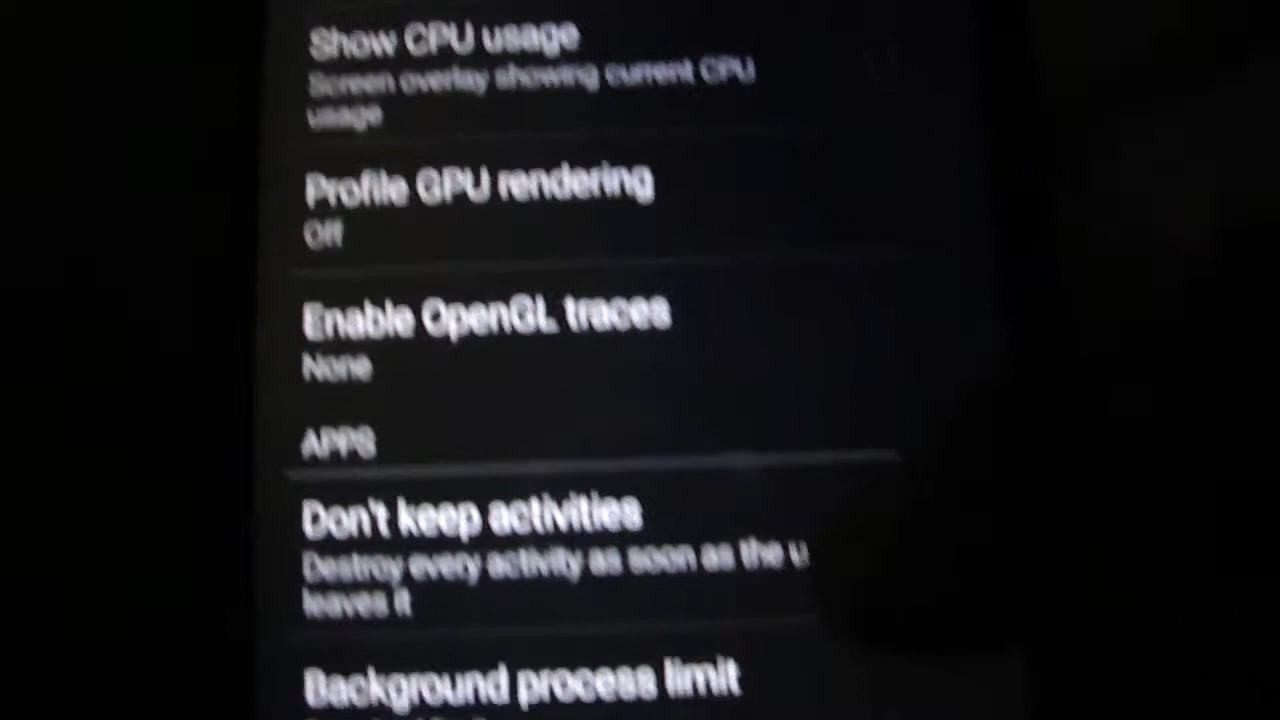 Show CPU usage
Screen overlay showing current CPU
usage
Profile GPU rendering
Off
Enable OpenGL traces
None
APPS
Don't keep activities
Destroy every activity as soon as the u
leaves it
Background process limit